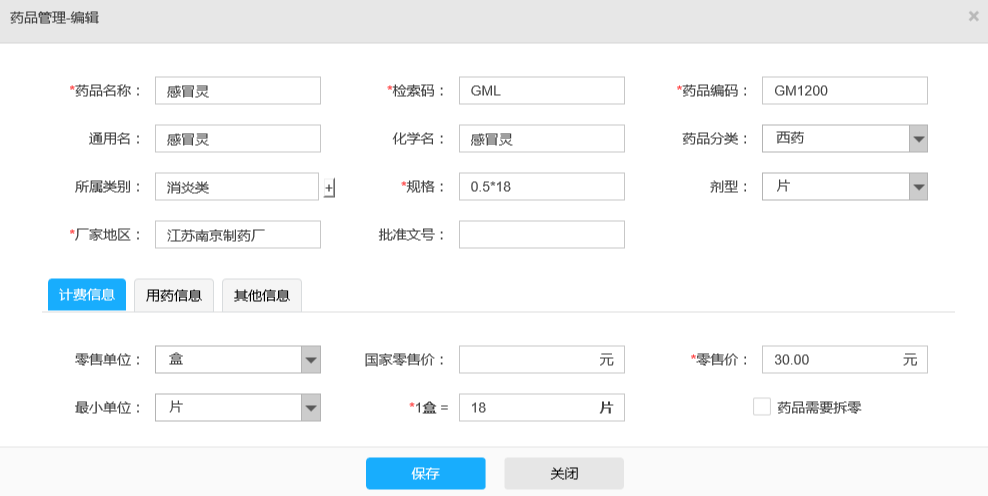 药品管理-编辑 ×
*药品名称： 感冒灵 *检索码： GML *药品编码： GM1200
通用名： 感冒灵 化学名： 感冒灵 药品分类： 西药
所属类别： 消炎类 + *规格： 0.5*18 剂型： 片
*厂家地区： 江苏南京制药厂 批准文号：
计费信息 用药信息 其他信息
零售单位： 盒 国家零售价： 元 *零售价： 30.00 元
最小单位： 片 *1盒 = 18 片 药品需要拆零
保存 关闭